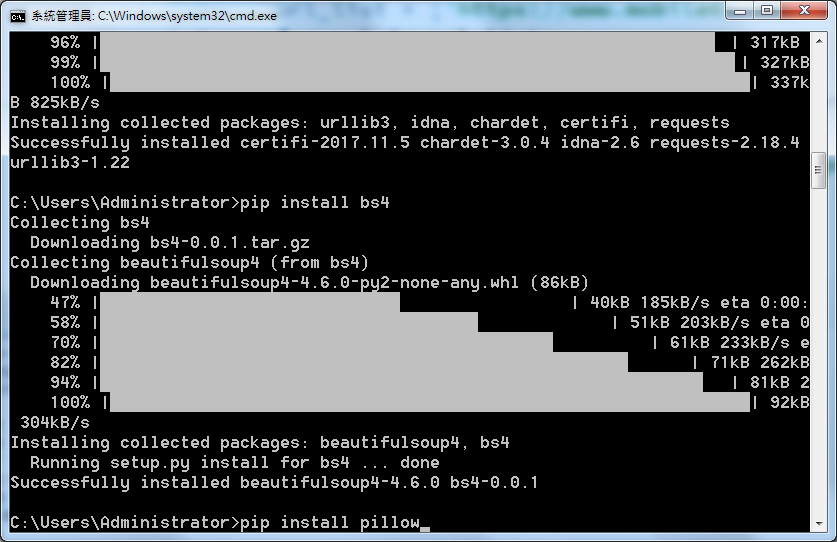 系統管理員: C:\Windows\system32\cmd.exe
96% | | 317kB
99% | | 327kB
100% | | 337k
B 825kB/s
Installing collected packages: urllib3, idna, chardet, certifi, requests
Successfully installed certifi-2017.11.5 chardet-3.0.4 idna-2.6 requests-2.18.4
urllib3-1.22
C:\Users\Administrator>pip install bs4
Collecting bs4
Downloading bs4-0.0.1.tar.gz
Collecting beautifulsoup4 (from bs4)
Downloading beautifulsoup4-4.6.0-py2-none-any.whl (86kB)
47% | | 40kB 185kB/s eta 0:00:
58% | | 51kB 203kB/s eta 0
70% | | 61kB 233kB/s e
82% | | 71kB 262kB
94% | | 81kB 2
100% | | 92kB
304kB/s
Installing collected packages: beautifulsoup4, bs4
Running setup.py install for bs4 ... done
Successfully installed beautifulsoup4-4.6.0 bs4-0.0.1
C:\Users\Administrator>pip install pillow_